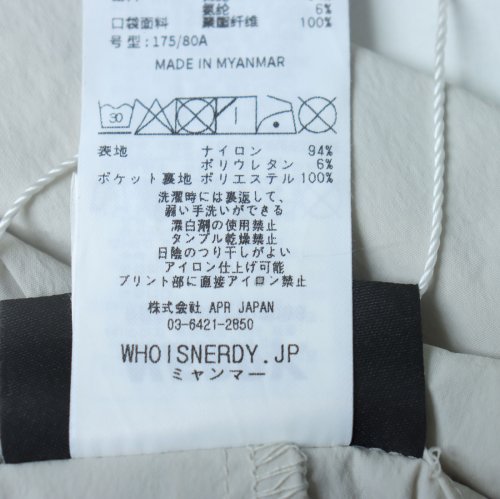 氨纶 6%
口袋面料 聚酯纤维 100%
号型:175/80A
MADE IN MYANMAR
30
表地 ナイロン 94%
ポリウレタン 6%
ポケット裏地 ポリエステル 100%
洗濯時には裏返して、
弱い手洗いができる
漂白剤の使用禁止
タンブル乾燥禁止
日陰のつり干しがよい
アイロン仕上げ可能
プリント部に直接アイロン禁止
株式会社 APR JAPAN
03-6421-2850
WHOISNERDY.JP
ミャンマー